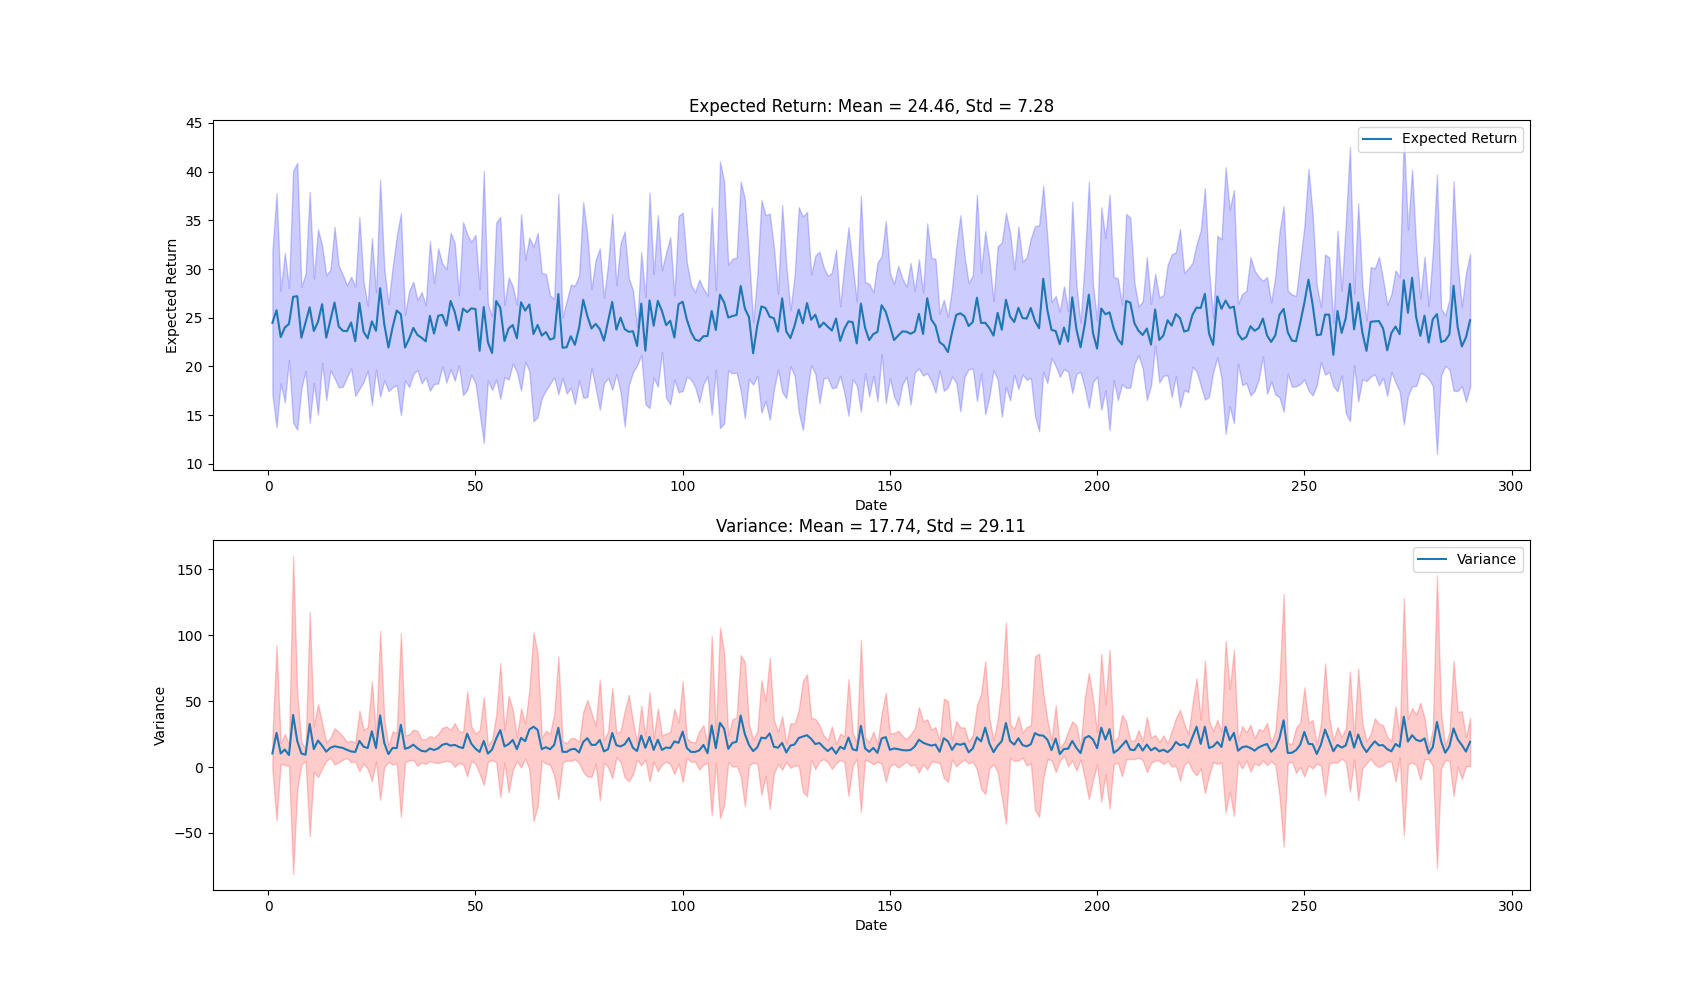 Expected Return: Mean = 24.46, Std = 7.28
Expected Return
45
40
35
30
25
20
15
10
Expected Return
0 50 100 150 200 250 300
Date
Variance: Mean = 17.74, Std = 29.11
Variance
150
100
50
0
−50
Variance
0 50 100 150 200 250 300
Date